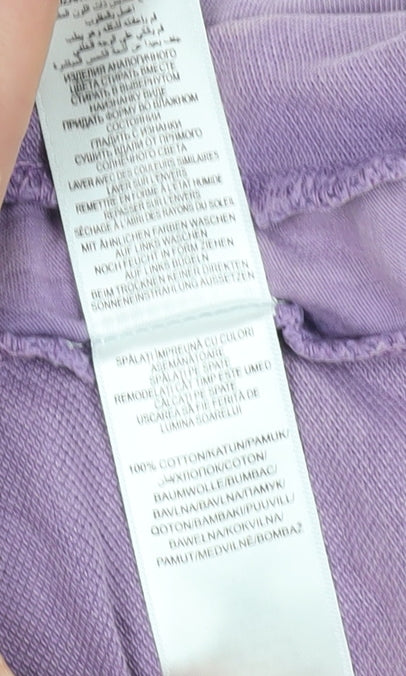 ИЗДЕЛИЯ АНАЛОГИЧНОГО
ЦВЕТА СТИРАТЬ ВМЕСТЕ
СТИРАТЬ В ВЫВЕРНУТОМ
НАИЗНАНКУ ВИДЕ
ПРИДАТЬ ФОРМУ ВО ВЛАЖНОМ
СОСТОЯНИИ
ГЛАДИТЬ С ИЗНАНКИ
СУШИТЬ ВДАЛИ ОТ ПРЯМОГО
СОЛНЕЧНОГО СВЕТА
LAVER AVEC DES COULEURS SIMILAIRES
LAVER SUR L'ENVERS
REMETTRE EN FORME À L'ÉTAT HUMIDE
REPASSER SUR L'ENVERS
SÉCHAGE À L'ABRI DES RAYONS DU SOLEIL
MIT ÄHNLICHEN FARBEN WASCHEN
AUF LINKS WASCHEN
NOCH FEUCHT IN FORM ZIEHEN
AUF LINKS BÜGELN
BEIM TROCKNEN KEINER DIREKTEN
SONNENEINSTRAHLUNG AUSSETZEN
SPĂLAȚI ÎMPREUNĂ CU CULORI
ASEMĂNĂTOARE
SPĂLAȚI PE SPATE
REMODELAȚI CÂT TIMP ESTE UMED
CĂLCAȚI PE SPATE
USCAREA SĂ FIE FERITĂ DE
LUMINA SOARELUI
100% COTTON/KATUN/PAMUK/
قطن/ХЛОПОК/COTON/
BAUMWOLLE/BUMBAC/
BAVLNA/BAVLNA/ПАМУК/
QOTON/BAMBAKI/PUUVILL/
BAWEŁNA/KOKVILNA/
PAMUT/MEDVILNĖ/BOMBAŽ